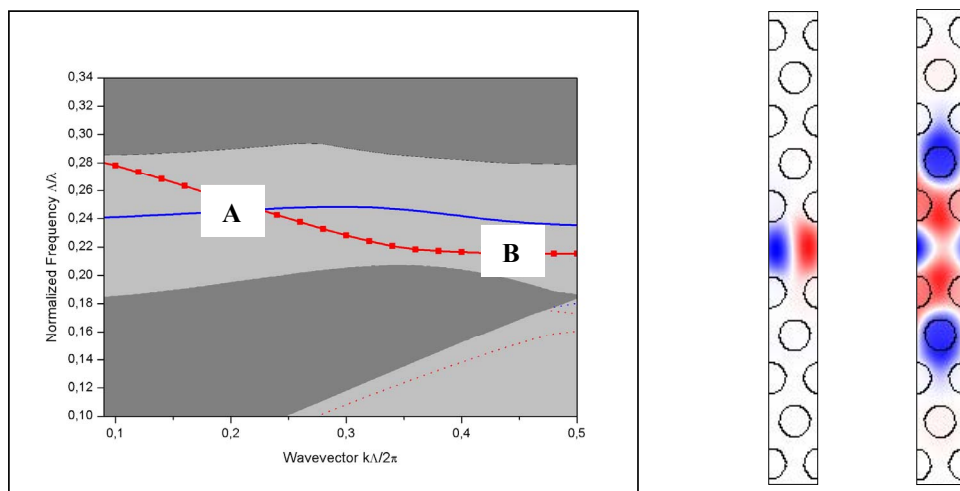 0,34
0,32
0,30
0,28
0,26
0,24
0,22
0,20
0,18
0,16
0,14
0,12
0,10
Normalized Frequency Λ/λ
A
B
0,1 0,2 0,3 0,4 0,5
Wavevector kΛ/2π